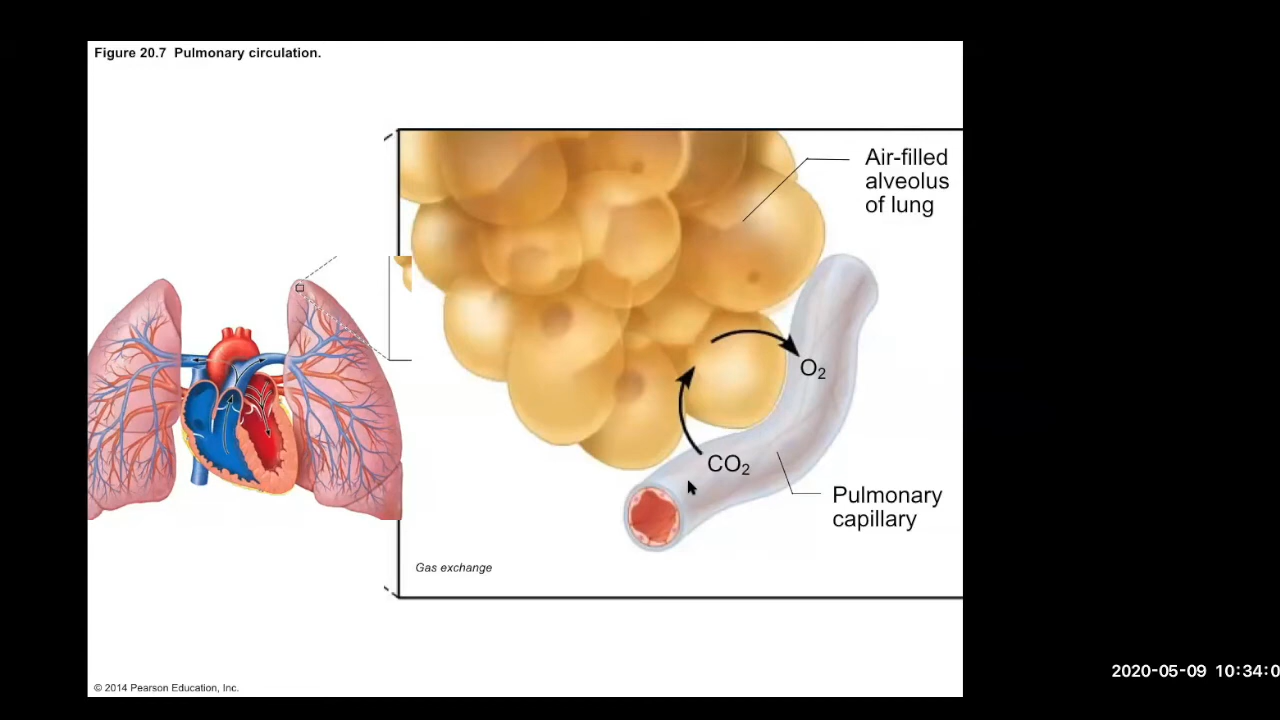 Figure 20.7 Pulmonary circulation.
Air-filled
alveolus
of lung
O₂
CO₂
Pulmonary
capillary
Gas exchange
© 2014 Pearson Education, Inc.
2020-05-09 10:34:0